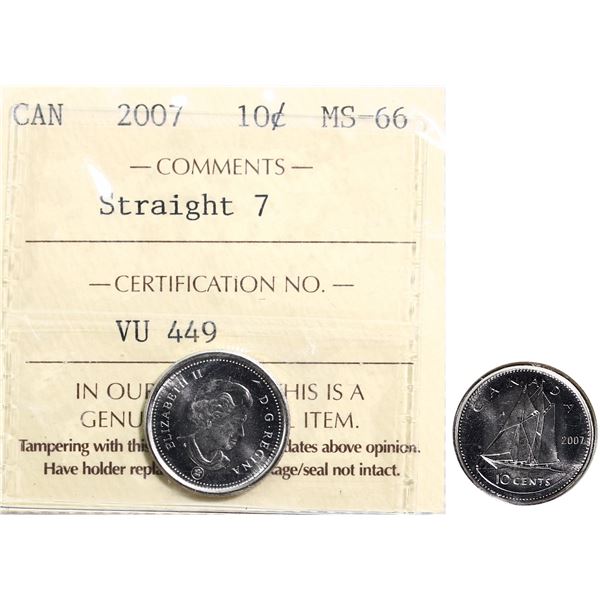 CAN 2007 10¢ MS-66
— COMMENTS —
Straight 7
— CERTIFICATION NO. —
VU 449
IN OUR HIS IS A
GENU ITEM.
Tampering with this dates above opinion.
Have holder repla age/seal not intact.
ELIZABETH II D·G·REGINA
CANADA
2007
10 CENTS